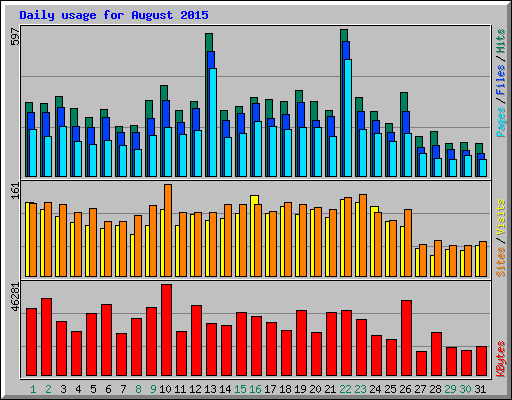 Daily usage for August 2015
597
Pages / Files / Hits
161
Sites / Visits
46281
KBytes
1 2 3 4 5 6 7 8 9 10 11 12 13 14 15 16 17 18 19 20 21 22 23 24 25 26 27 28 29 30 31